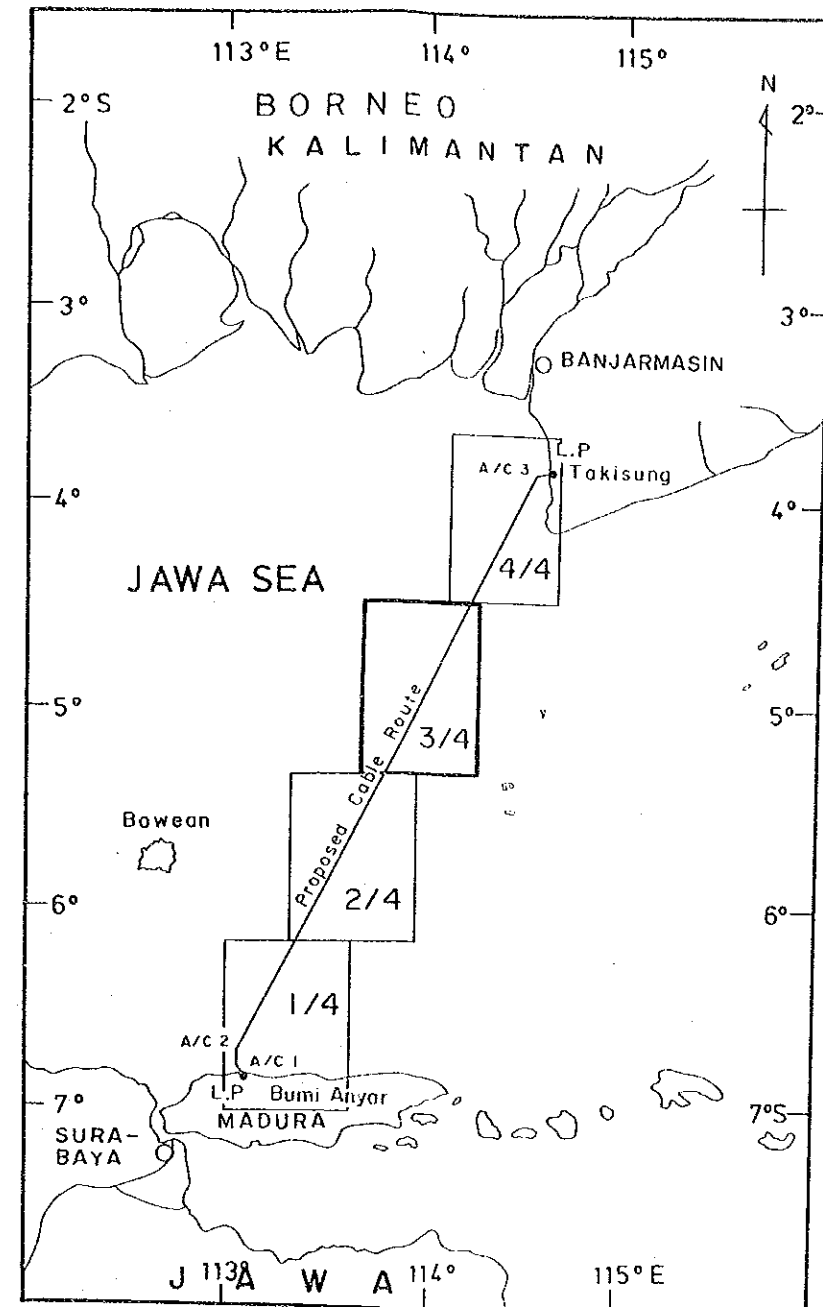 113°E 114° 115°
2°S BORNEO N 2°
KALIMANTAN
3° 3°
BANJARMASIN
L.P
A/C 3 Takisung
4° 4°
JAWA SEA 4/4
5° 5°
3/4
Proposed Cable Route
Bawean
6° 2/4 6°
1/4
A/C 2
A/C 1
L.P Bumi Anyar
7° MADURA 7°S
SURA-
BAYA
JAWA
113° 114° 115°E